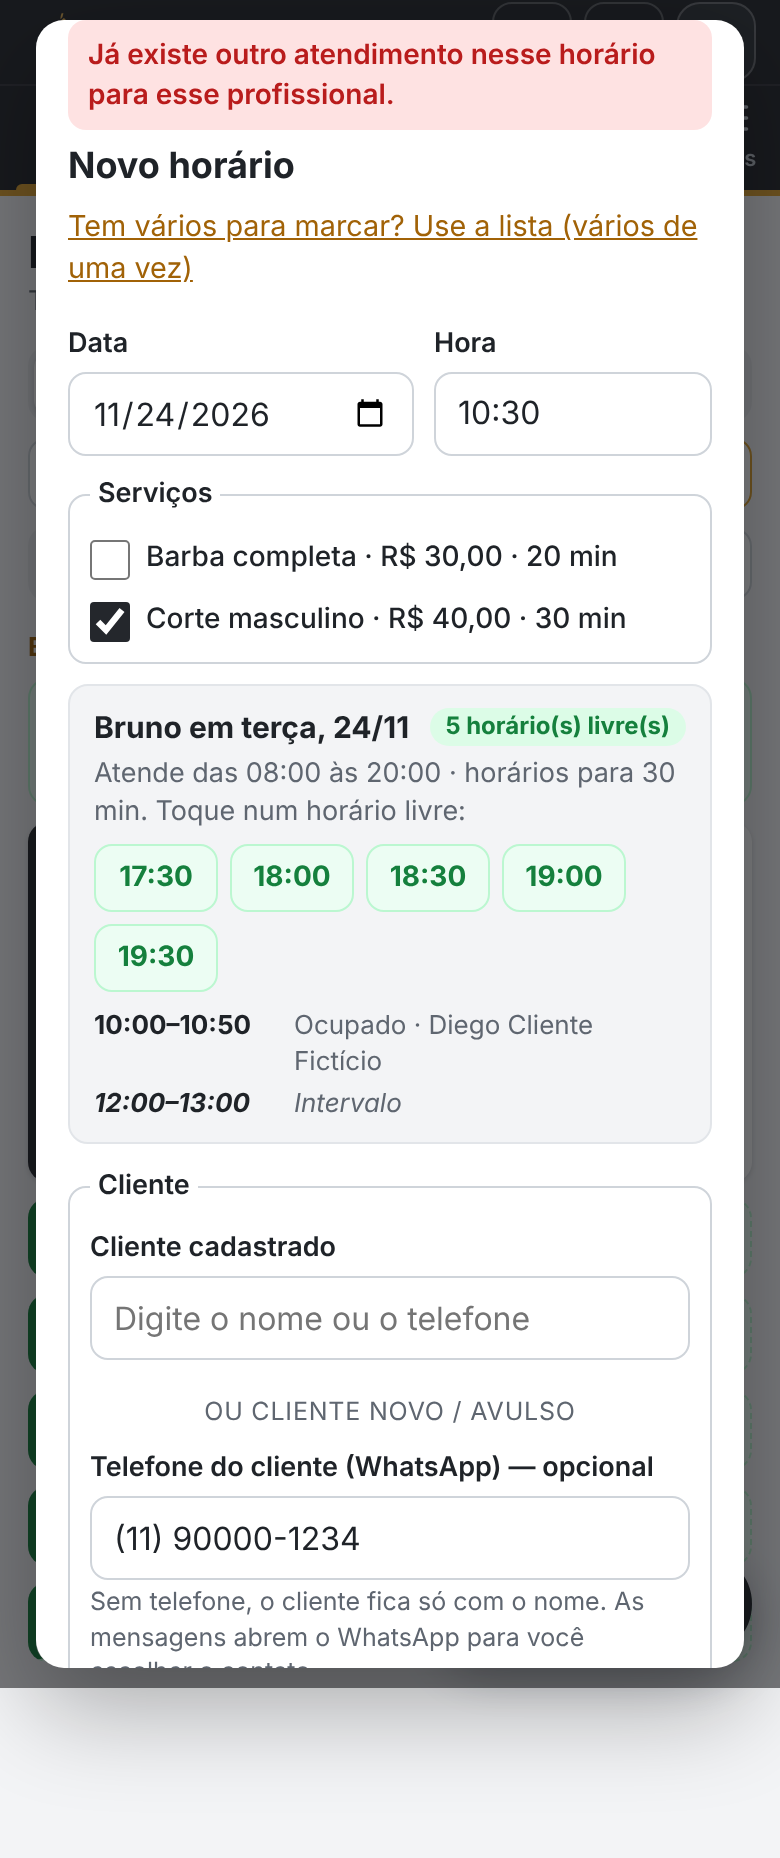 Já existe outro atendimento nesse horário
para esse profissional.
Novo horário
Tem vários para marcar? Use a lista (vários de
uma vez)
Data
Hora
11/24/2026
10:30
Serviços
Barba completa · R$ 30,00 · 20 min
Corte masculino · R$ 40,00 · 30 min
Bruno em terça, 24/11
5 horário(s) livre(s)
Atende das 08:00 às 20:00 · horários para 30
min. Toque num horário livre:
17:30
18:00
18:30
19:00
19:30
10:00–10:50
Ocupado · Diego Cliente
Fictício
12:00–13:00
Intervalo
Cliente
Cliente cadastrado
Digite o nome ou o telefone
OU CLIENTE NOVO / AVULSO
Telefone do cliente (WhatsApp) — opcional
(11) 90000-1234
Sem telefone, o cliente fica só com o nome. As
mensagens abrem o WhatsApp para você